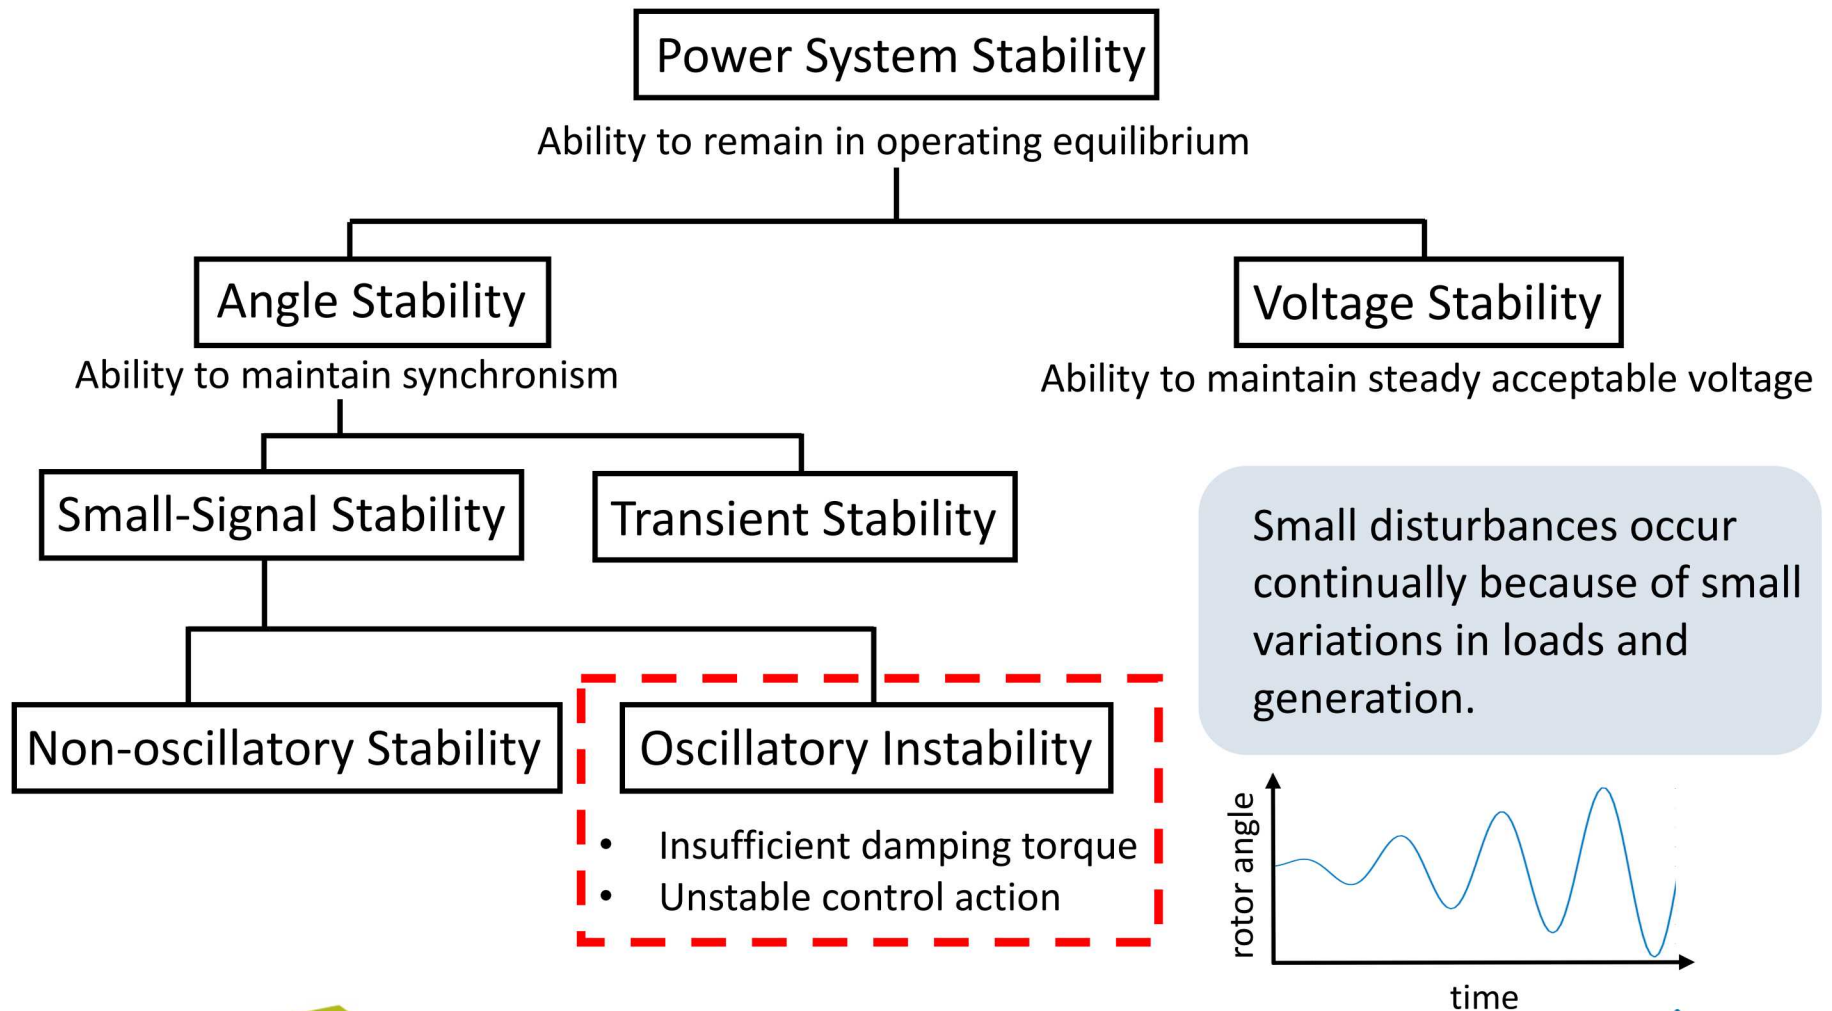 Power System Stability
Ability to remain in operating equilibrium
Angle Stability
Voltage Stability
Ability to maintain synchronism
Ability to maintain steady acceptable voltage
Small-Signal Stability
Transient Stability
Small disturbances occur
continually because of small
variations in loads and
generation.
Non-oscillatory Stability
Oscillatory Instability
• Insufficient damping torque
• Unstable control action
rotor angle
time